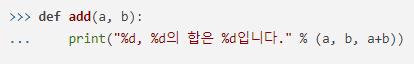 >>> def add(a, b):
...     print("%d, %d의 합은 %d입니다." % (a, b, a+b))